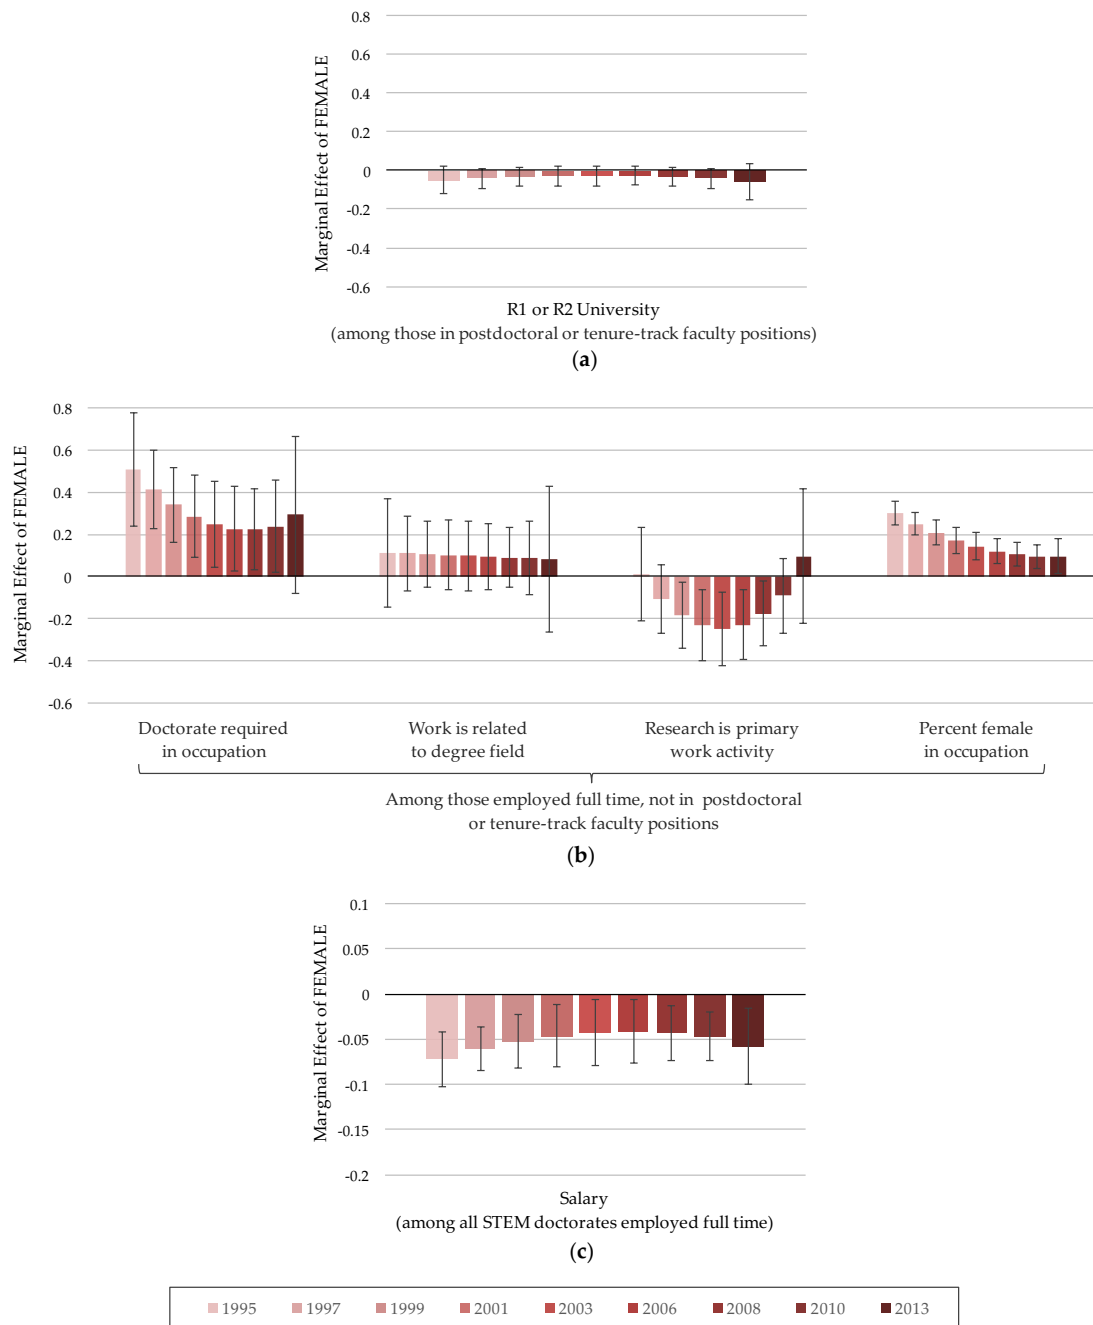 0.8
0.6
0.4
0.2
0
-0.2
-0.4
-0.6
Marginal Effect of FEMALE
R1 or R2 University
(among those in postdoctoral or tenure-track faculty positions)
(a)
0.8
0.6
0.4
0.2
0
-0.2
-0.4
-0.6
Marginal Effect of FEMALE
Doctorate required
in occupation
Work is related
to degree field
Research is primary
work activity
Percent female
in occupation
Among those employed full time, not in postdoctoral
or tenure-track faculty positions
(b)
0.1
0.05
0
-0.05
-0.1
-0.15
-0.2
Marginal Effect of FEMALE
Salary
(among all STEM doctorates employed full time)
(c)
1995 1997 1999 2001 2003 2006 2008 2010 2013